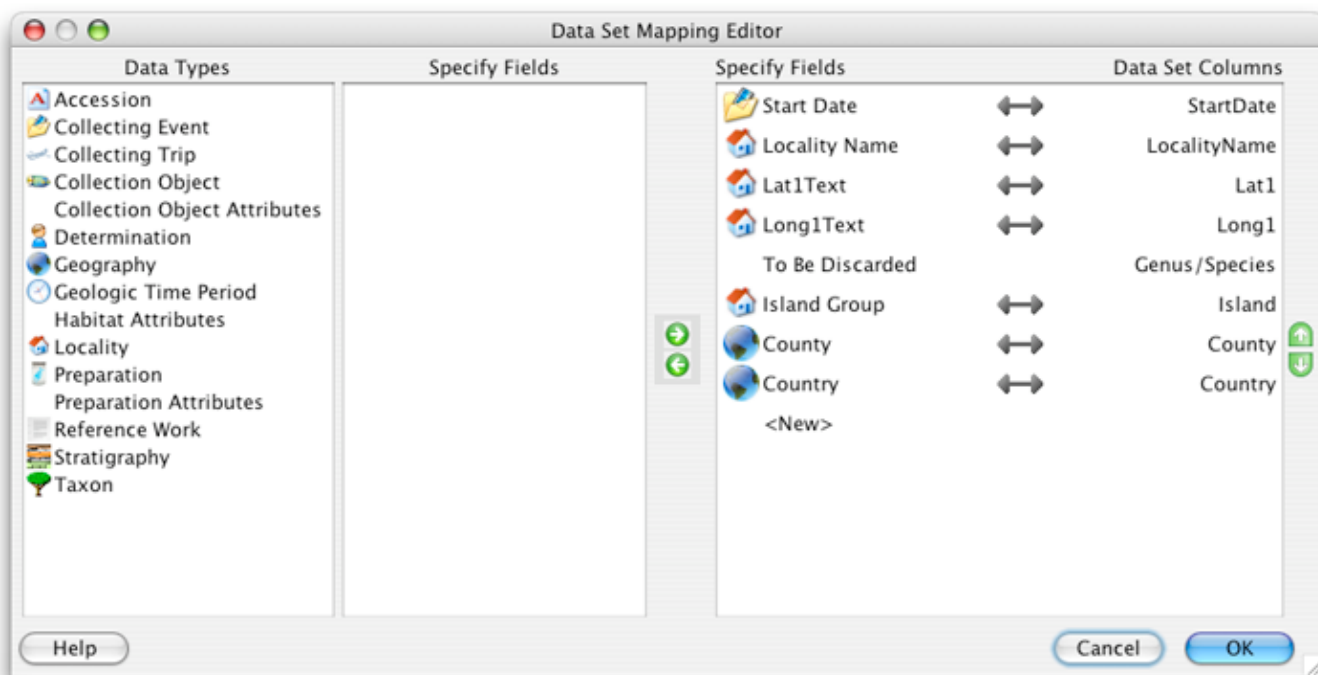 Data Set Mapping Editor
Data Types
Specify Fields
Accession
Collecting Event
Collecting Trip
Collection Object
Collection Object Attributes
Determination
Geography
Geologic Time Period
Habitat Attributes
Locality
Preparation
Preparation Attributes
Reference Work
Stratigraphy
Taxon
Specify Fields Data Set Columns
Start Date StartDate
Locality Name LocalityName
Lat1Text Lat1
Long1Text Long1
To Be Discarded Genus/Species
Island Group Island
County County
Country Country
<New>
Help Cancel OK